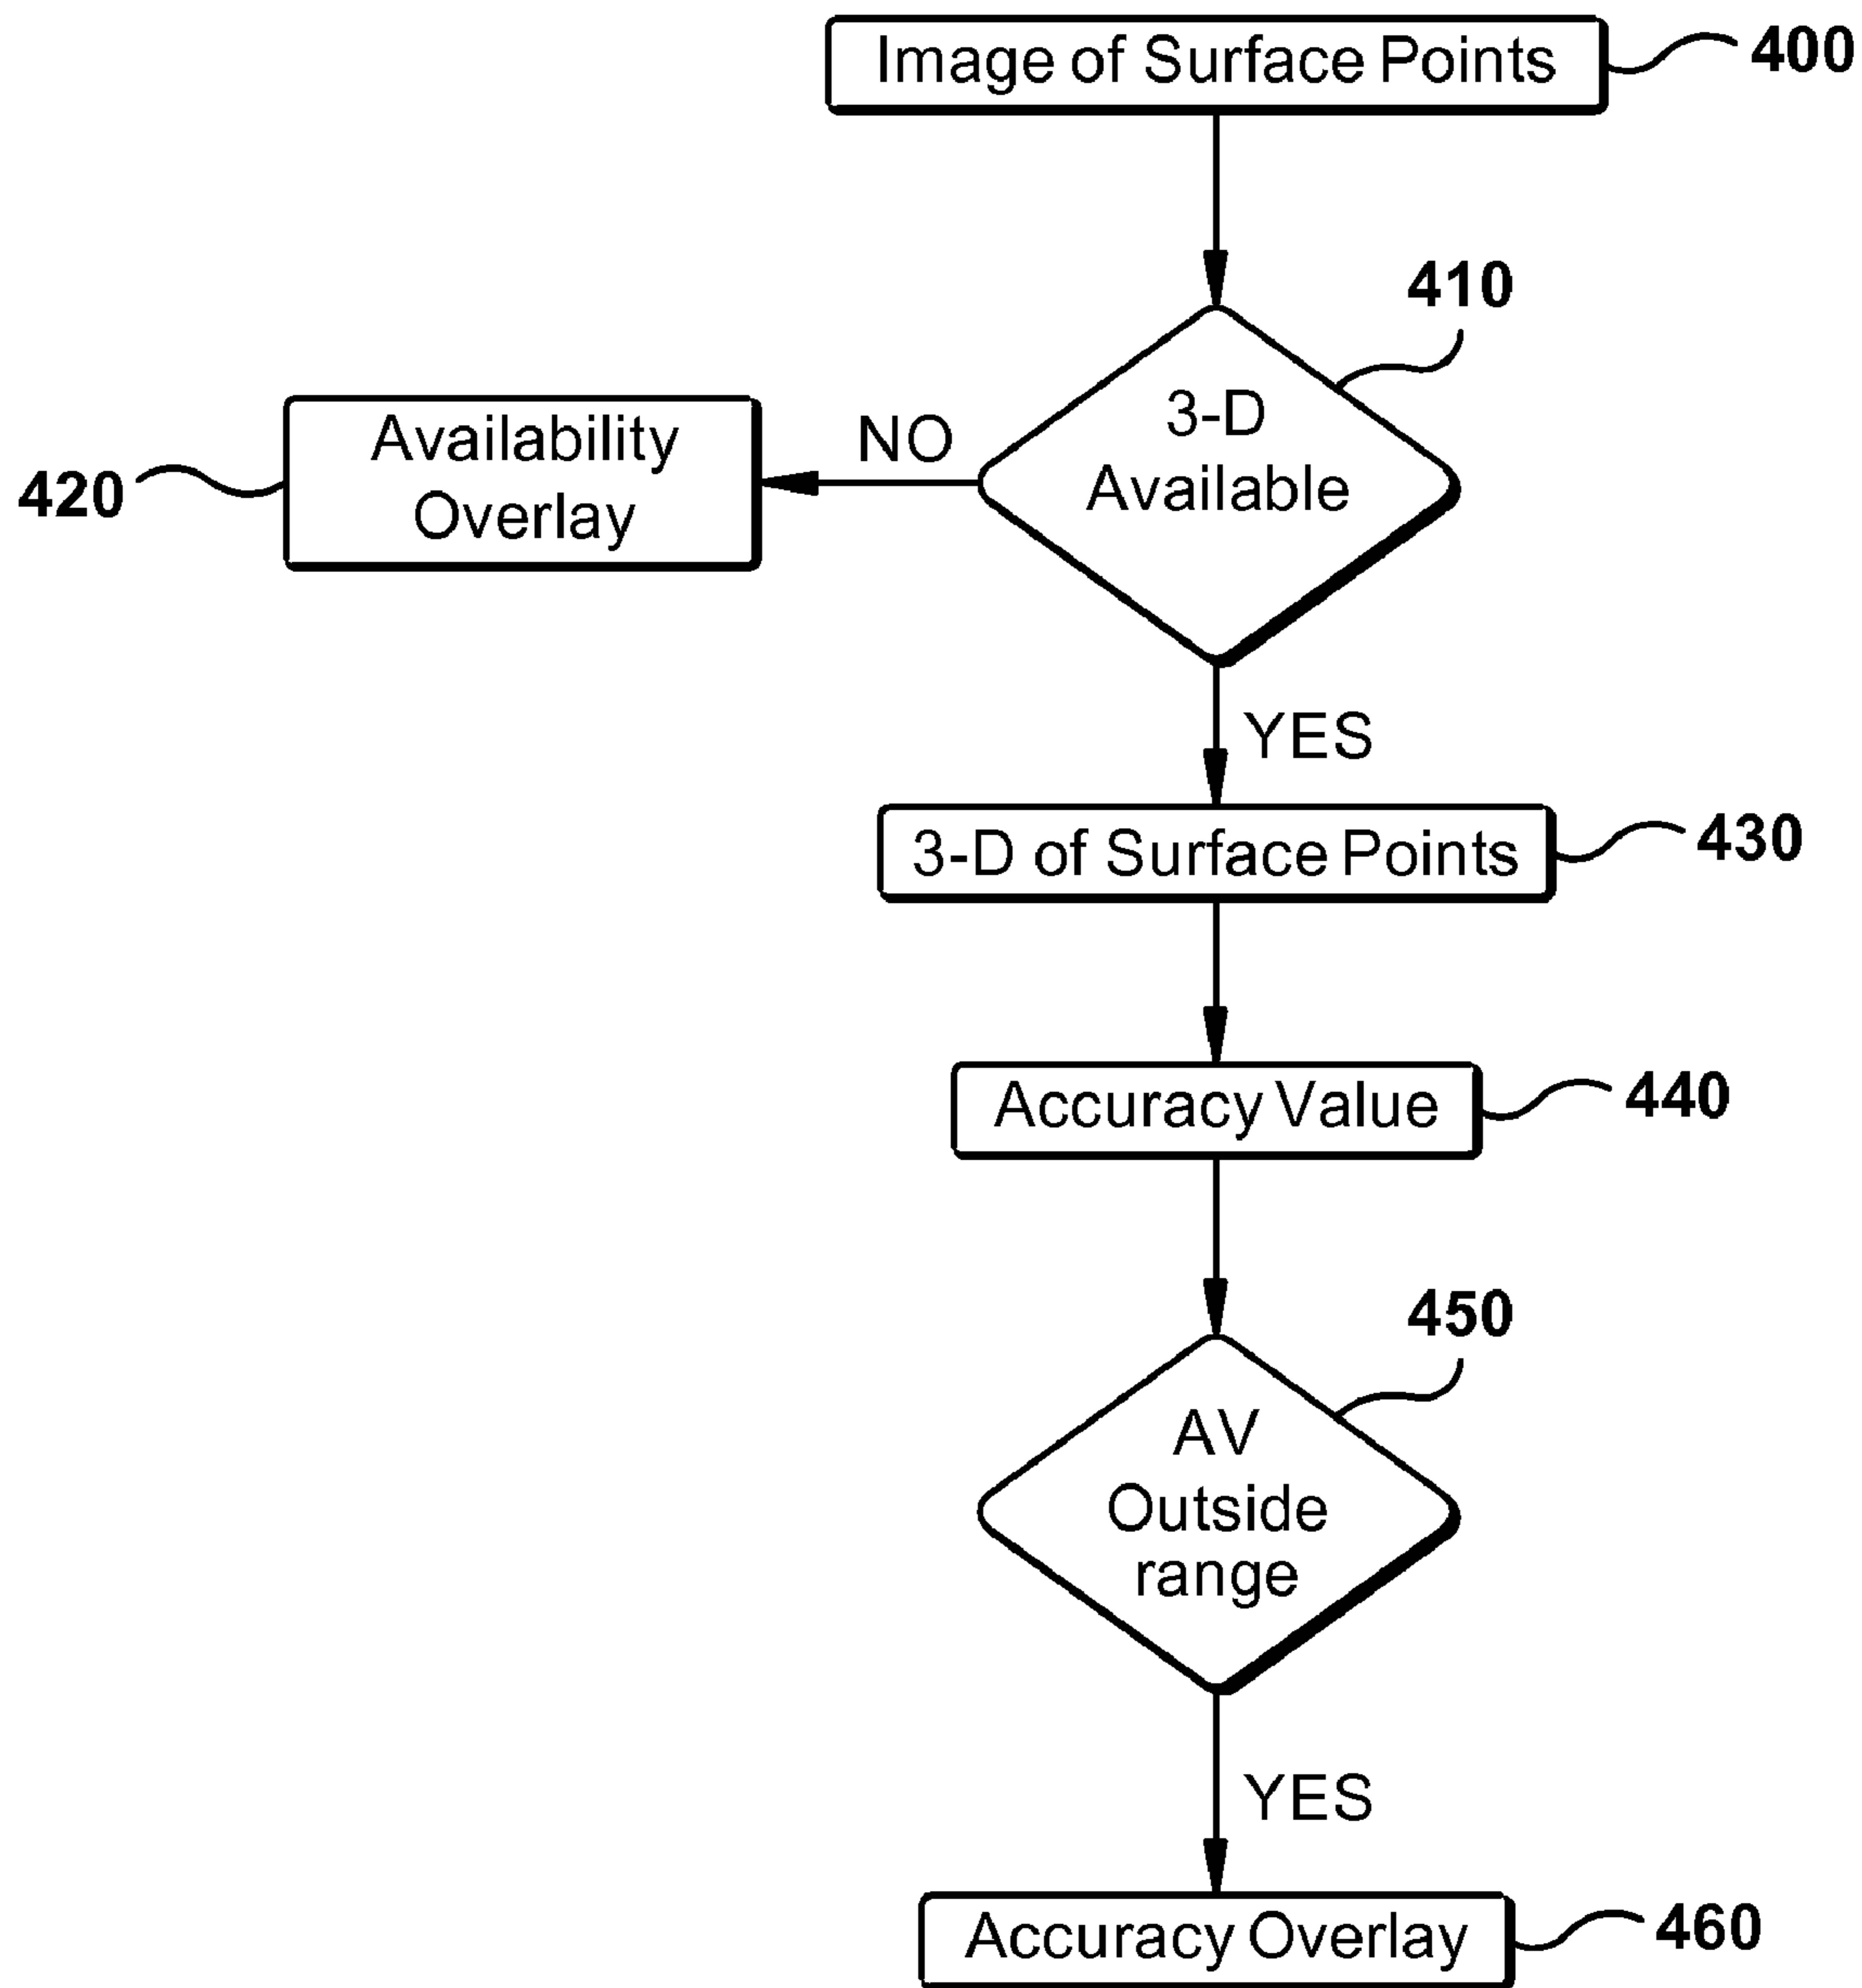 Image of Surface Points
400
410
3-D
Available
NO
Availability
Overlay
420
YES
3-D of Surface Points
430
Accuracy Value
440
450
AV
Outside
range
YES
Accuracy Overlay
460